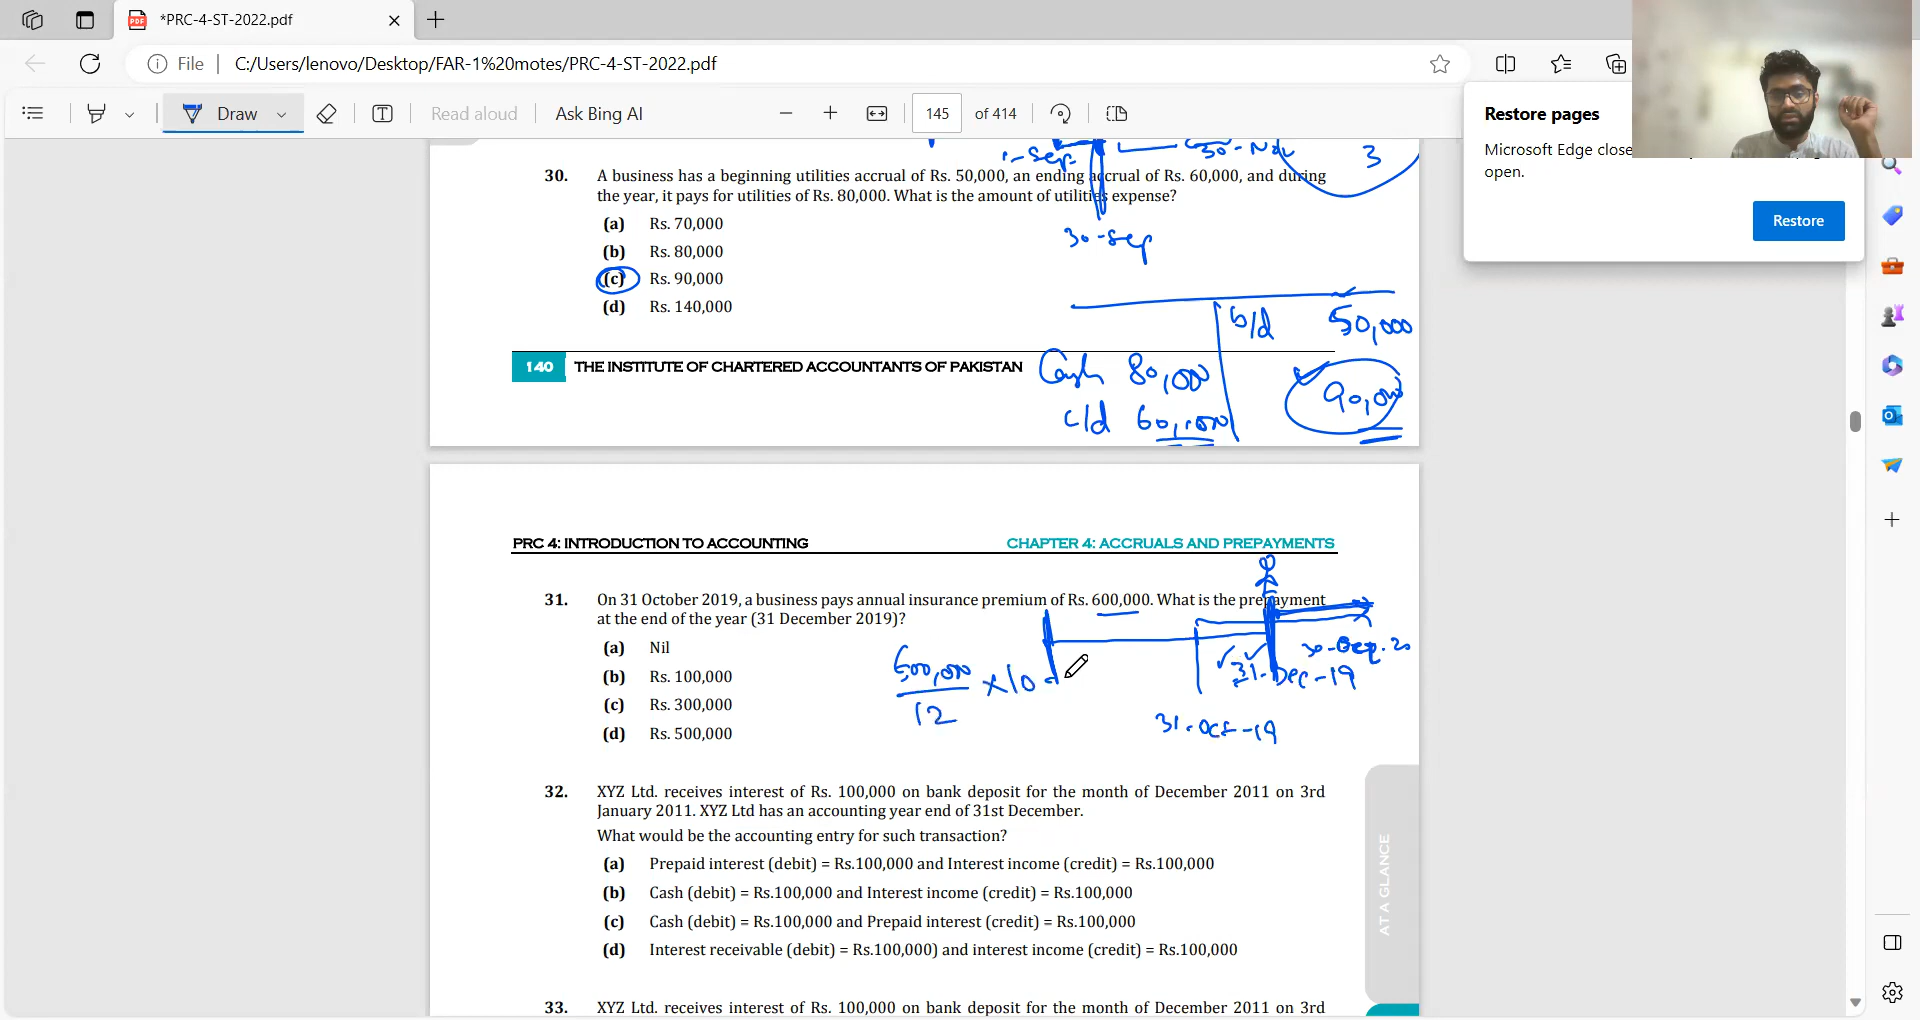 *PRC-4-ST-2022.pdf
File C:/Users/lenovo/Desktop/FAR-1%20motes/PRC-4-ST-2022.pdf
Draw Read aloud Ask Bing AI 145 of 414
Restore pages
Microsoft Edge close
open.
Restore
1-Sep 30-Nov 3
30. A business has a beginning utilities accrual of Rs. 50,000, an ending accrual of Rs. 60,000, and during
the year, it pays for utilities of Rs. 80,000. What is the amount of utilities expense?
(a) Rs. 70,000
(b) Rs. 80,000
(c) Rs. 90,000
(d) Rs. 140,000
30-Sep
b/d 50,000
140 THE INSTITUTE OF CHARTERED ACCOUNTANTS OF PAKISTAN
Cash 80,000
90,000
c/d 60,000
PRC 4: INTRODUCTION TO ACCOUNTING CHAPTER 4: ACCRUALS AND PREPAYMENTS
31. On 31 October 2019, a business pays annual insurance premium of Rs. 600,000. What is the prepayment
at the end of the year (31 December 2019)?
(a) Nil
(b) Rs. 100,000
(c) Rs. 300,000
(d) Rs. 500,000
600,000
12
×10
31-Dec-19
31-Oct-19
32. XYZ Ltd. receives interest of Rs. 100,000 on bank deposit for the month of December 2011 on 3rd
January 2011. XYZ Ltd has an accounting year end of 31st December.
What would be the accounting entry for such transaction?
(a) Prepaid interest (debit) = Rs.100,000 and Interest income (credit) = Rs.100,000
(b) Cash (debit) = Rs.100,000 and Interest income (credit) = Rs.100,000
(c) Cash (debit) = Rs.100,000 and Prepaid interest (credit) = Rs.100,000
(d) Interest receivable (debit) = Rs.100,000) and interest income (credit) = Rs.100,000
AT A GLANCE
33. XYZ Ltd. receives interest of Rs. 100,000 on bank deposit for the month of December 2011 on 3rd